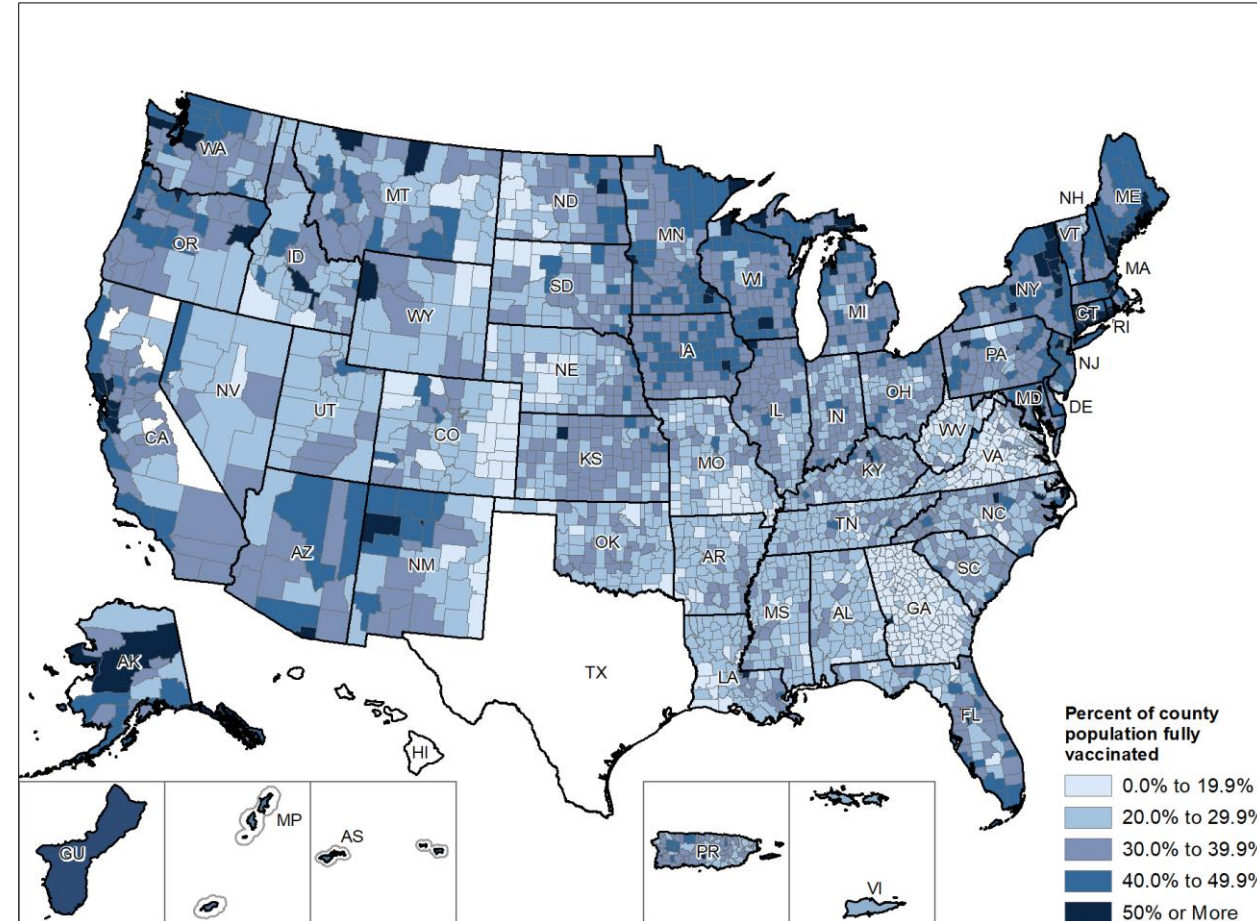 WA
MT
ND
MN
OR
ID
SD
WI
MI
NH
VT
ME
NY
MA
CT
RI
WY
IA
PA
NJ
NV
UT
NE
IL
IN
OH
MD
DE
CA
CO
KS
MO
WV
VA
KY
AZ
NM
OK
AR
TN
NC
SC
MS
AL
GA
TX
LA
FL
AK
HI
GU
MP
AS
PR
VI
Percent of county
population fully
vaccinated
0.0% to 19.9%
20.0% to 29.9%
30.0% to 39.9%
40.0% to 49.9%
50% or More